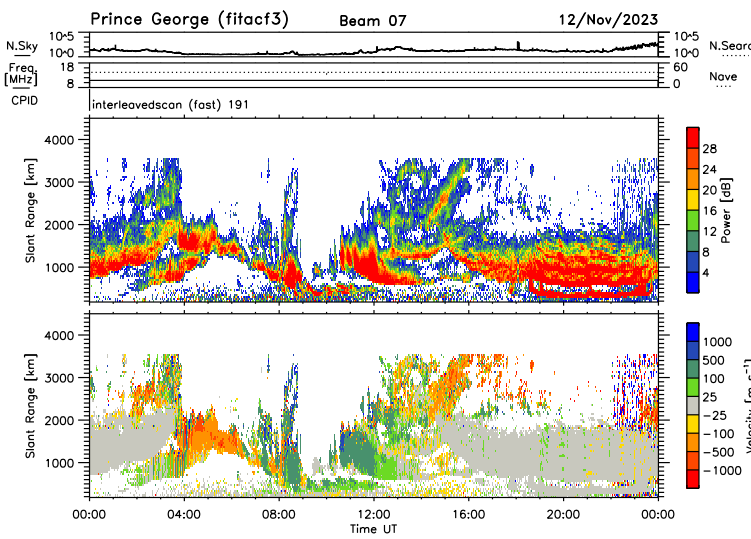 Prince George (fitacf3) Beam 07 12/Nov/2023
N.Sky 10^5 10^0 10^5 10^0 N.Searc
Freq [MHz] 18 8 60 0 Nave
CPID interleavedscan (fast) 191
Slant Range [km] 4000 3000 2000 1000
28 24 20 16 12 8 4 Power [dB]
Slant Range [km] 4000 3000 2000 1000
1000 500 100 25 -25 -100 -500 -1000 Velocity [m s^-1]
00:00 04:00 08:00 12:00 16:00 20:00 00:00
Time UT